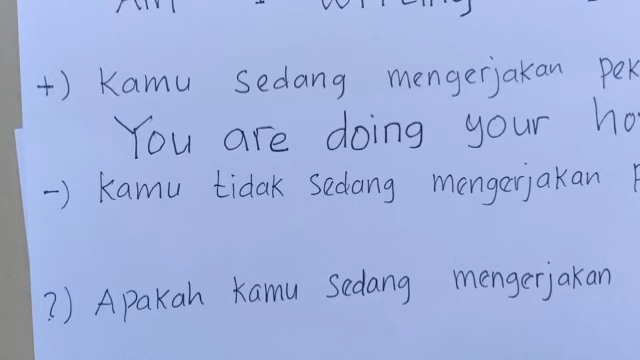 +) Kamu sedang mengerjakan
You are doing your
-) Kamu tidak sedang mengerjakan
?) Apakah kamu sedang mengerjakan